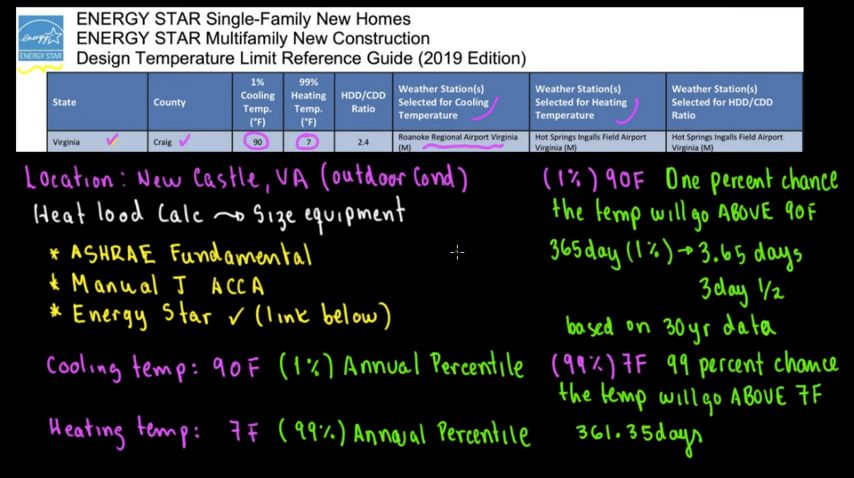 ENERGY STAR Single-Family New Homes
ENERGY STAR Multifamily New Construction
Design Temperature Limit Reference Guide (2019 Edition)
energy
ENERGY STAR
State
County
1% Cooling Temp. (°F)
99% Heating Temp. (°F)
HDD/CDD Ratio
Weather Station(s) Selected for Cooling Temperature
Weather Station(s) Selected for Heating Temperature
Weather Station(s) Selected for HDD/CDD Ratio
Virginia
Craig
90
7
2.4
Roanoke Regional Airport Virginia (M)
Hot Springs Ingalls Field Airport Virginia (M)
Hot Springs Ingalls Field Airport Virginia (M)
Location: New Castle, VA (outdoor Cond)
Heat load Calc → Size equipment
* ASHRAE Fundamental
* Manual J ACCA
* Energy Star ✓ (link below)
Cooling temp: 90F (1%) Annual Percentile
Heating temp: 7F (99%) Annual Percentile
(1%) 90F One percent chance
the temp will go ABOVE 90F
365day (1%) → 3.65 days
3day 1/2
based on 30yr data
(99%) 7F 99 percent chance
the temp will go ABOVE 7F
361.35days